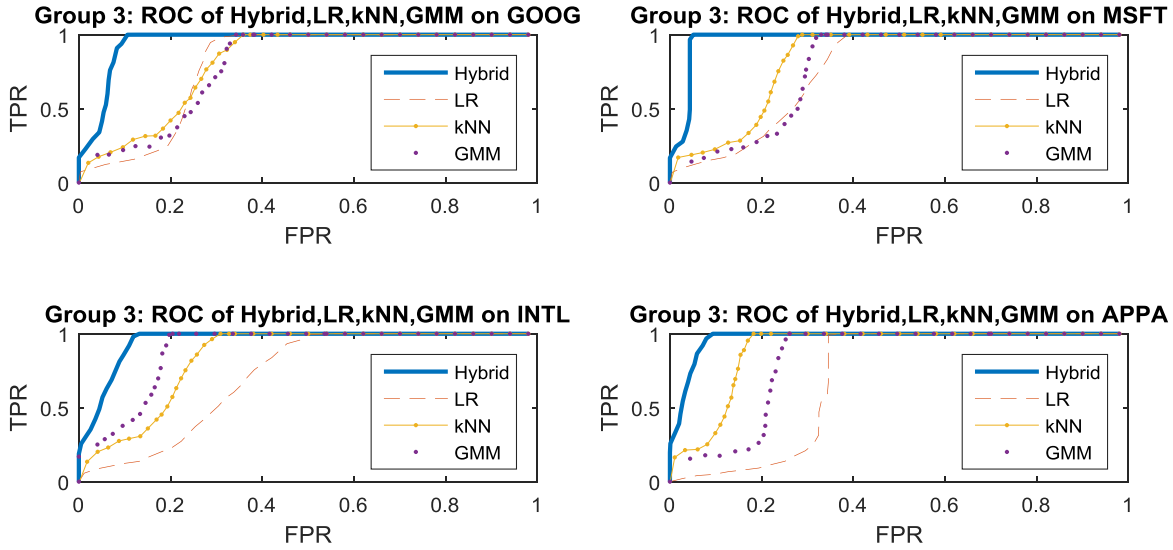 Group 3: ROC of Hybrid,LR,kNN,GMM on GOOG
1
0.5
0
TPR
0 0.2 0.4 0.6 0.8 1
FPR
Hybrid
LR
kNN
GMM
Group 3: ROC of Hybrid,LR,kNN,GMM on MSFT
1
0.5
0
TPR
0 0.2 0.4 0.6 0.8 1
FPR
Hybrid
LR
kNN
GMM
Group 3: ROC of Hybrid,LR,kNN,GMM on INTL
1
0.5
0
TPR
0 0.2 0.4 0.6 0.8 1
FPR
Hybrid
LR
kNN
GMM
Group 3: ROC of Hybrid,LR,kNN,GMM on APPA
1
0.5
0
TPR
0 0.2 0.4 0.6 0.8 1
FPR
Hybrid
LR
kNN
GMM